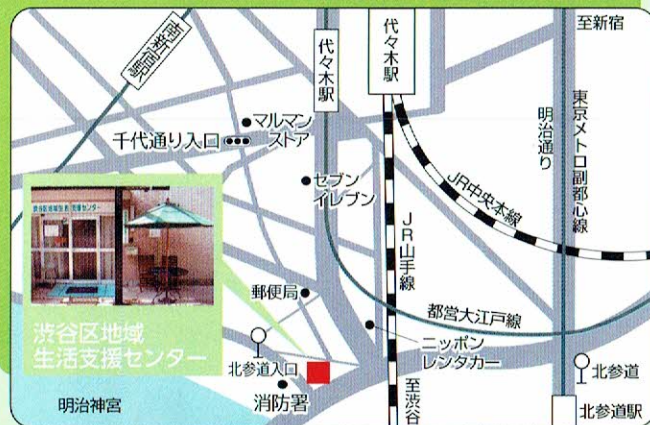 至新宿
南新宿駅
代々木駅
代々木駅
東京メトロ副都心線
明治通り
マルマン
ストア
千代通り入口
セブン
イレブン
JR中央本線
JR山手線
郵便局
都営大江戸線
ニッポン
レンタカー
渋谷区地域
生活支援センター
北参道入口
消防署
至渋谷
北参道
北参道駅
明治神宮